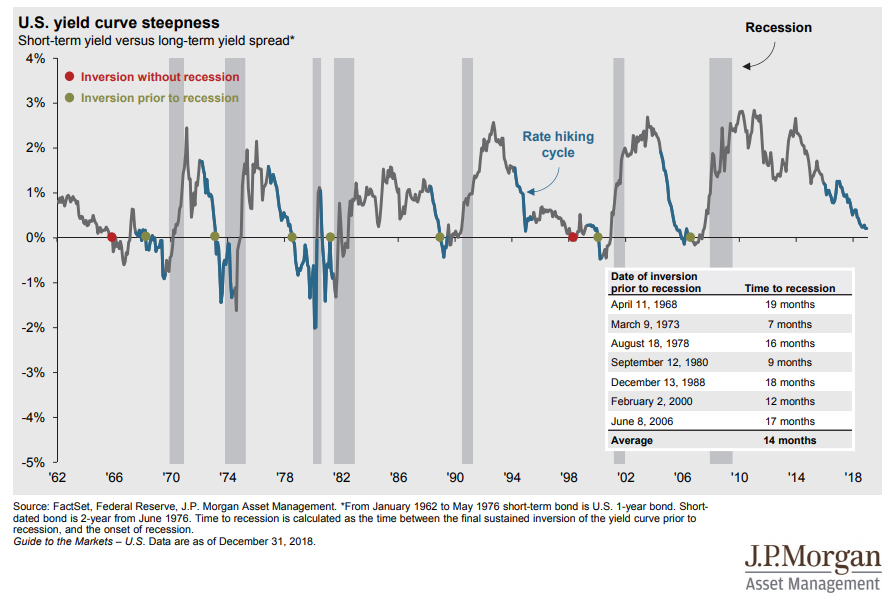 U.S. yield curve steepness
Short-term yield versus long-term yield spread*
Recession
4%
Inversion without recession
3%
Inversion prior to recession
Rate hiking
cycle
2%
1%
0%
-1%
-2%
-3%
-4%
-5%
Date of inversion
prior to recession Time to recession
April 11, 1968 19 months
March 9, 1973 7 months
August 18, 1978 16 months
September 12, 1980 9 months
December 13, 1988 18 months
February 2, 2000 12 months
June 8, 2006 17 months
Average 14 months
'62 '66 '70 '74 '78 '82 '86 '90 '94 '98 '02 '06 '10 '14 '18
Source: FactSet, Federal Reserve, J.P. Morgan Asset Management. *From January 1962 to May 1976 short-term bond is U.S. 1-year bond. Short-
dated bond is 2-year from June 1976. Time to recession is calculated as the time between the final sustained inversion of the yield curve prior to
recession, and the onset of recession.
Guide to the Markets – U.S. Data are as of December 31, 2018.
J.P.Morgan
Asset Management